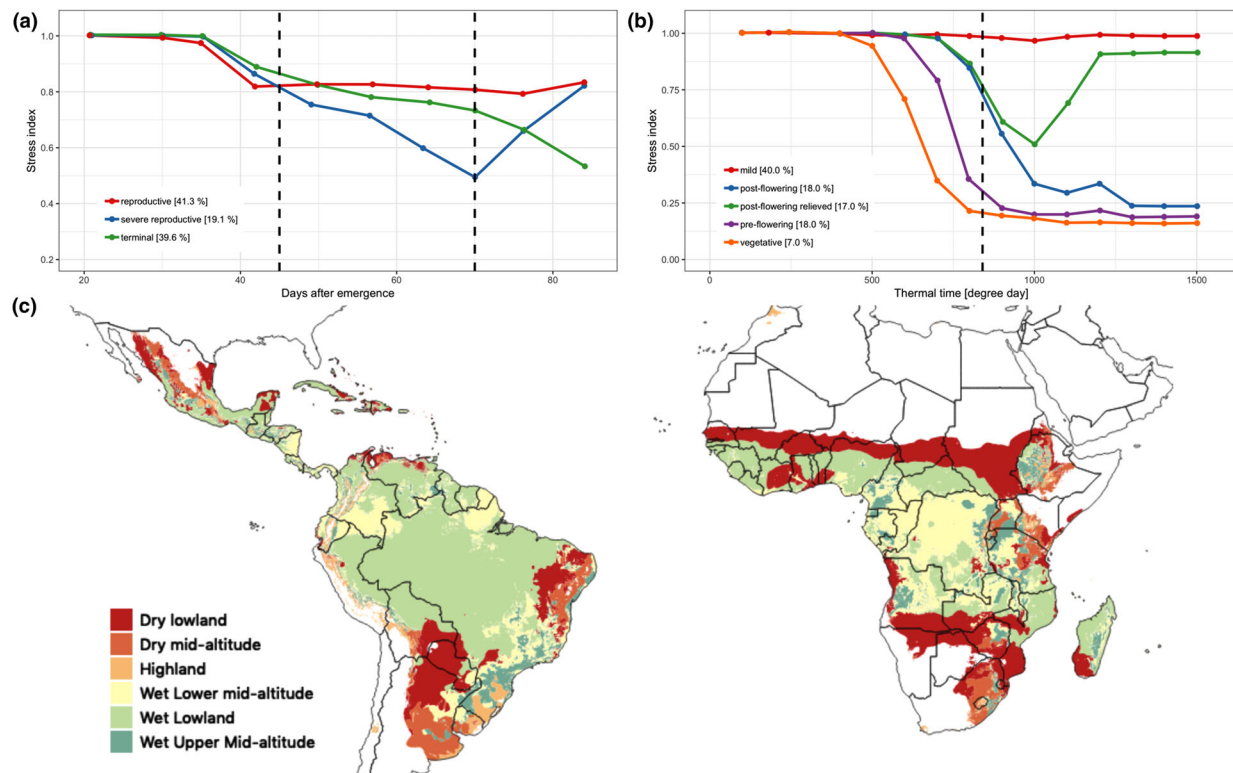 (a)
Stress index
1.0
0.8
0.6
0.4
0.2
reproductive [41.3 %]
severe reproductive [19.1 %]
terminal [39.6 %]
20
40
60
80
Days after emergence
(b)
Stress index
1.00
0.75
0.50
0.25
0.00
mild [40.0 %]
post-flowering [18.0 %]
post-flowering relieved [17.0 %]
pre-flowering [18.0 %]
vegetative [7.0 %]
0
500
1000
1500
Thermal time [degree day]
(c)
Dry lowland
Dry mid-altitude
Highland
Wet Lower mid-altitude
Wet Lowland
Wet Upper Mid-altitude